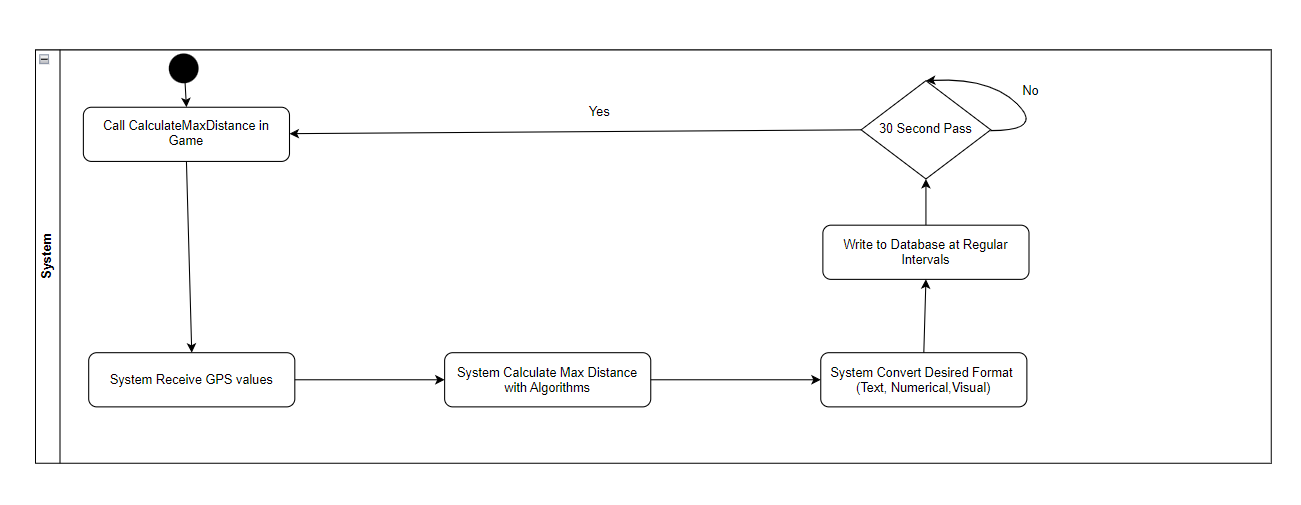 System
Call CalculateMaxDistance in
Game
Yes
30 Second Pass
No
Write to Database at Regular
Intervals
System Receive GPS values
System Calculate Max Distance
with Algorithms
System Convert Desired Format
(Text, Numerical,Visual)